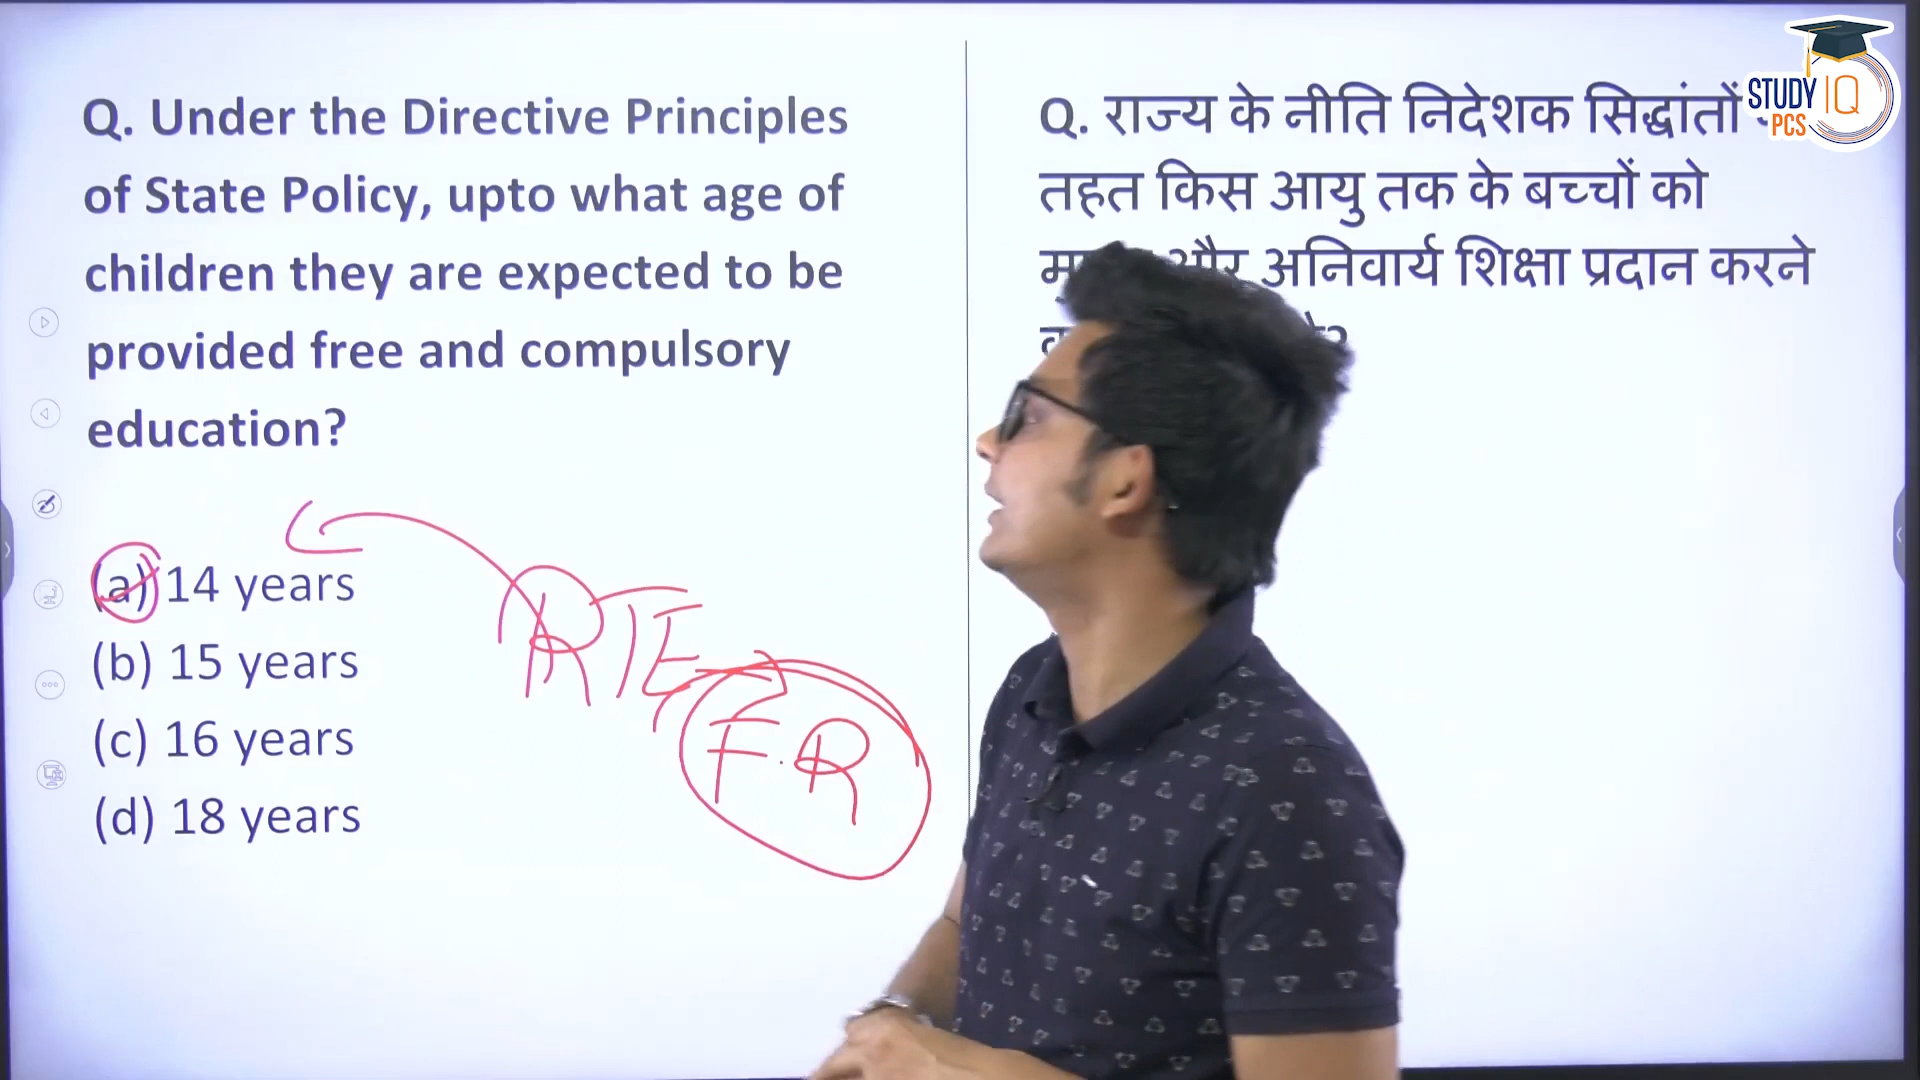 Q. Under the Directive Principles
of State Policy, upto what age of
children they are expected to be
provided free and compulsory
education?
(a) 14 years
(b) 15 years
(c) 16 years
(d) 18 years
RTE
F.R
Q. राज्य के नीति निदेशक सिद्धांतों
तहत किस आयु तक के बच्चों को
और अनिवार्य शिक्षा प्रदान करने
STUDY IQ
PCS